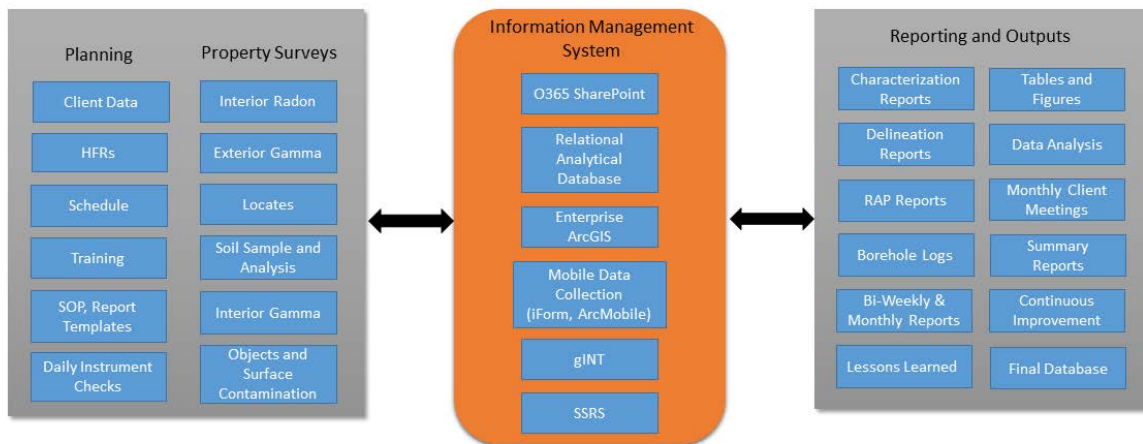 Planning
Client Data
HFRs
Schedule
Training
SOP, Report
Templates
Daily Instrument
Checks
Property Surveys
Interior Radon
Exterior Gamma
Locates
Soil Sample and
Analysis
Interior Gamma
Objects and
Surface
Contamination
Information Management
System
O365 SharePoint
Relational
Analytical
Database
Enterprise
ArcGIS
Mobile Data
Collection
(iForm, ArcMobile)
gINT
SSRS
Reporting and Outputs
Characterization
Reports
Delineation
Reports
RAP Reports
Borehole Logs
Bi-Weekly &
Monthly Reports
Lessons Learned
Tables and
Figures
Data Analysis
Monthly Client
Meetings
Summary
Reports
Continuous
Improvement
Final Database